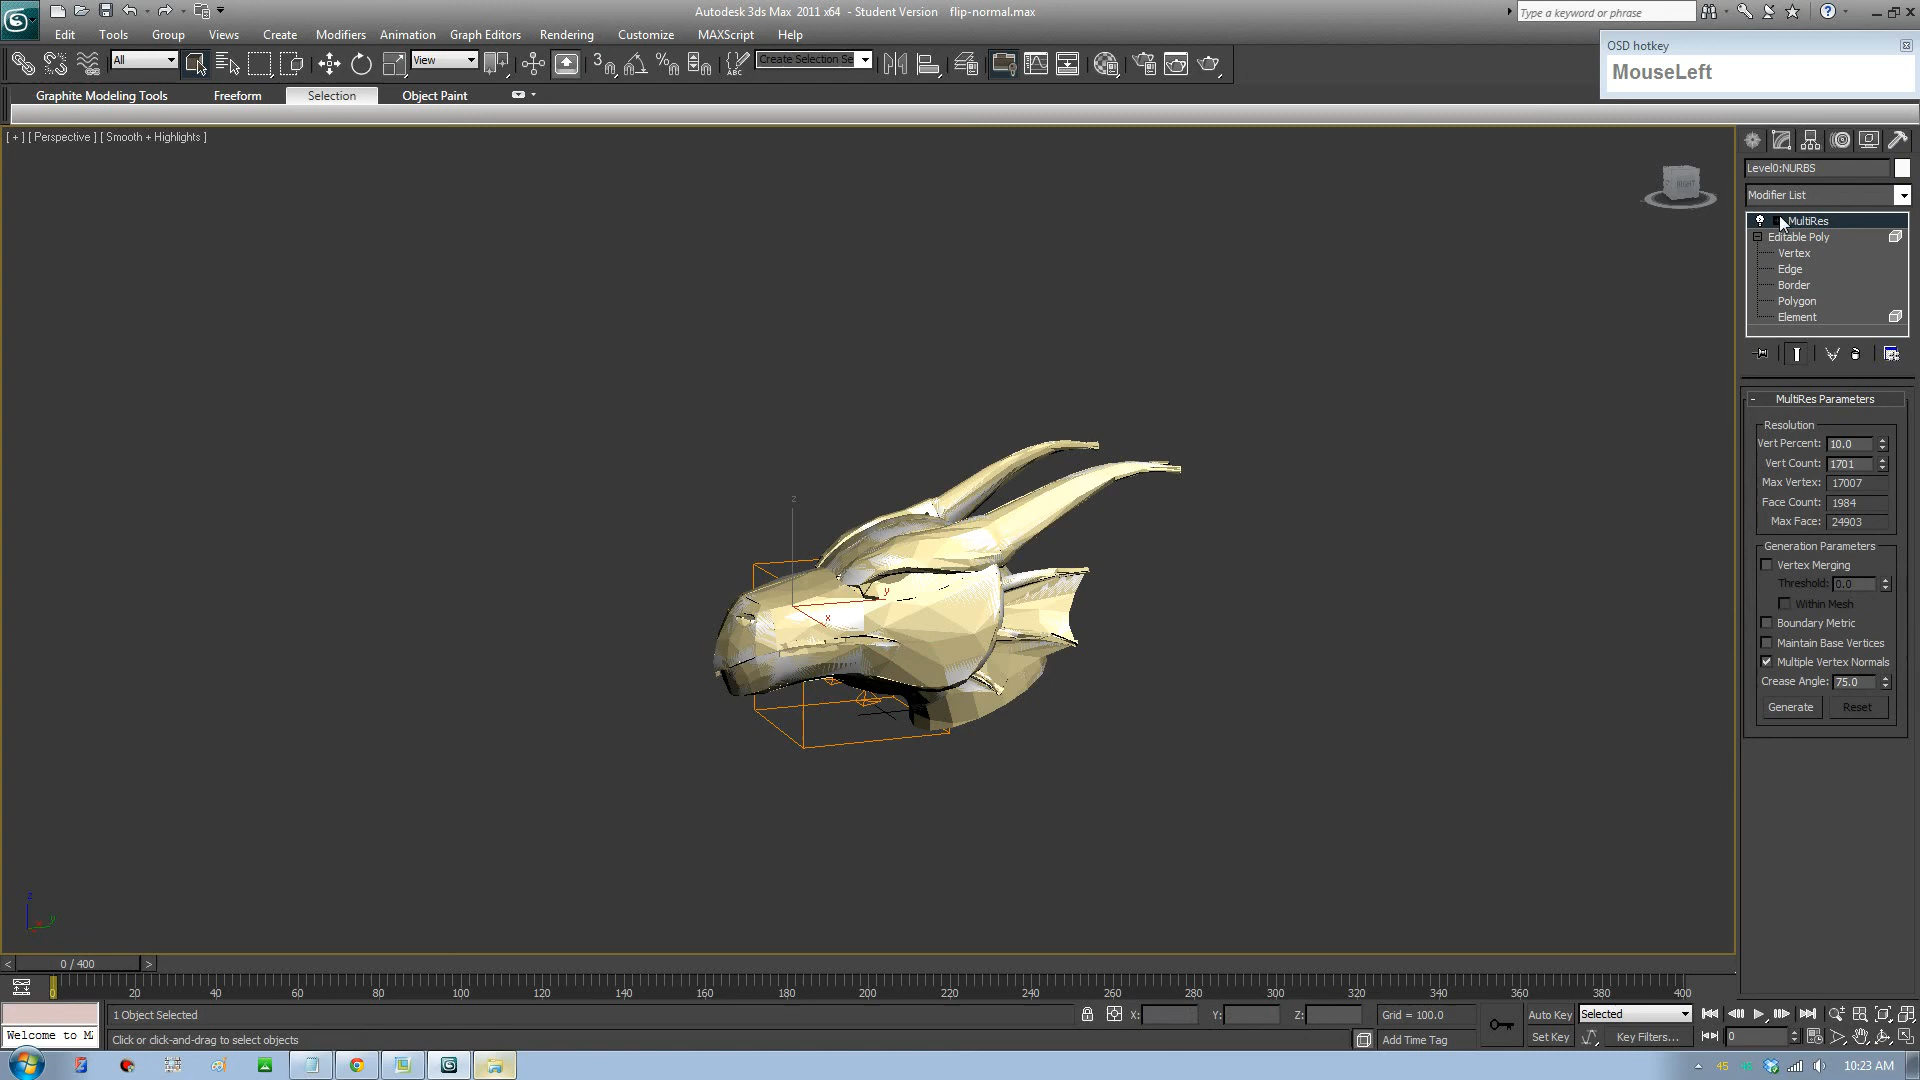 Autodesk 3ds Max 2011 x64 - Student Version flip-normal.max
Type a keyword or phrase
Edit Tools Group Views Create Modifiers Animation Graph Editors Rendering Customize MAXScript Help
OSD hotkey
MouseLeft
All
View
Create Selection Se
Graphite Modeling Tools Freeform Selection Object Paint
[ + ] [ Perspective ] [ Smooth + Highlights ]
RIGHT
Level0:NURBS
Modifier List
MultiRes
Editable Poly
Vertex
Edge
Border
Polygon
Element
- MultiRes Parameters
Resolution
Vert Percent: 10.0
Vert Count: 1701
Max Vertex: 17007
Face Count: 1984
Max Face: 24903
Generation Parameters
Vertex Merging
Threshold: 0.0
Within Mesh
Boundary Metric
Maintain Base Vertices
Multiple Vertex Normals
Crease Angle: 75.0
Generate Reset
z
y
x
z
< 0 / 400 >
0 20 40 60 80 100 120 140 160 180 200 220 240 260 280 300 320 340 360 380 400
1 Object Selected
X: Y: Z: Grid = 100.0
Auto Key Selected
Welcome to Mi
Click or click-and-drag to select objects
Add Time Tag
Set Key Key Filters... 0
45
10:23 AM